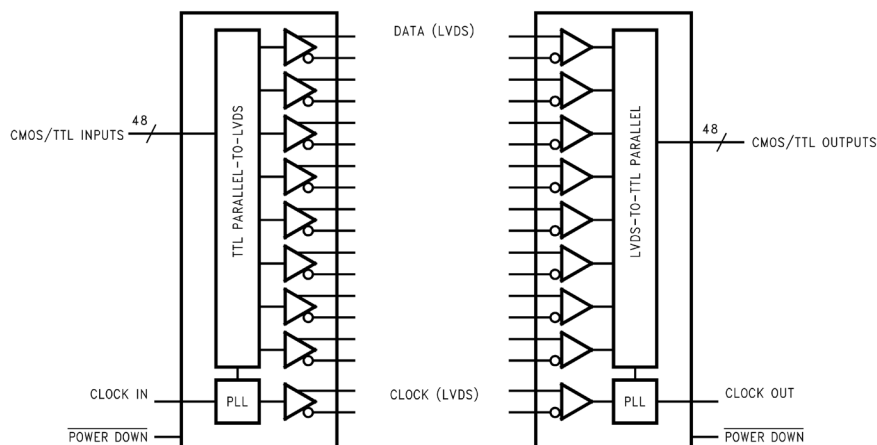 DATA (LVDS)
48
CMOS/TTL INPUTS
TTL PARALLEL-TO-LVDS
LVDS-TO-TTL PARALLEL
48
CMOS/TTL OUTPUTS
CLOCK IN
PLL
CLOCK (LVDS)
PLL
CLOCK OUT
POWER DOWN
POWER DOWN